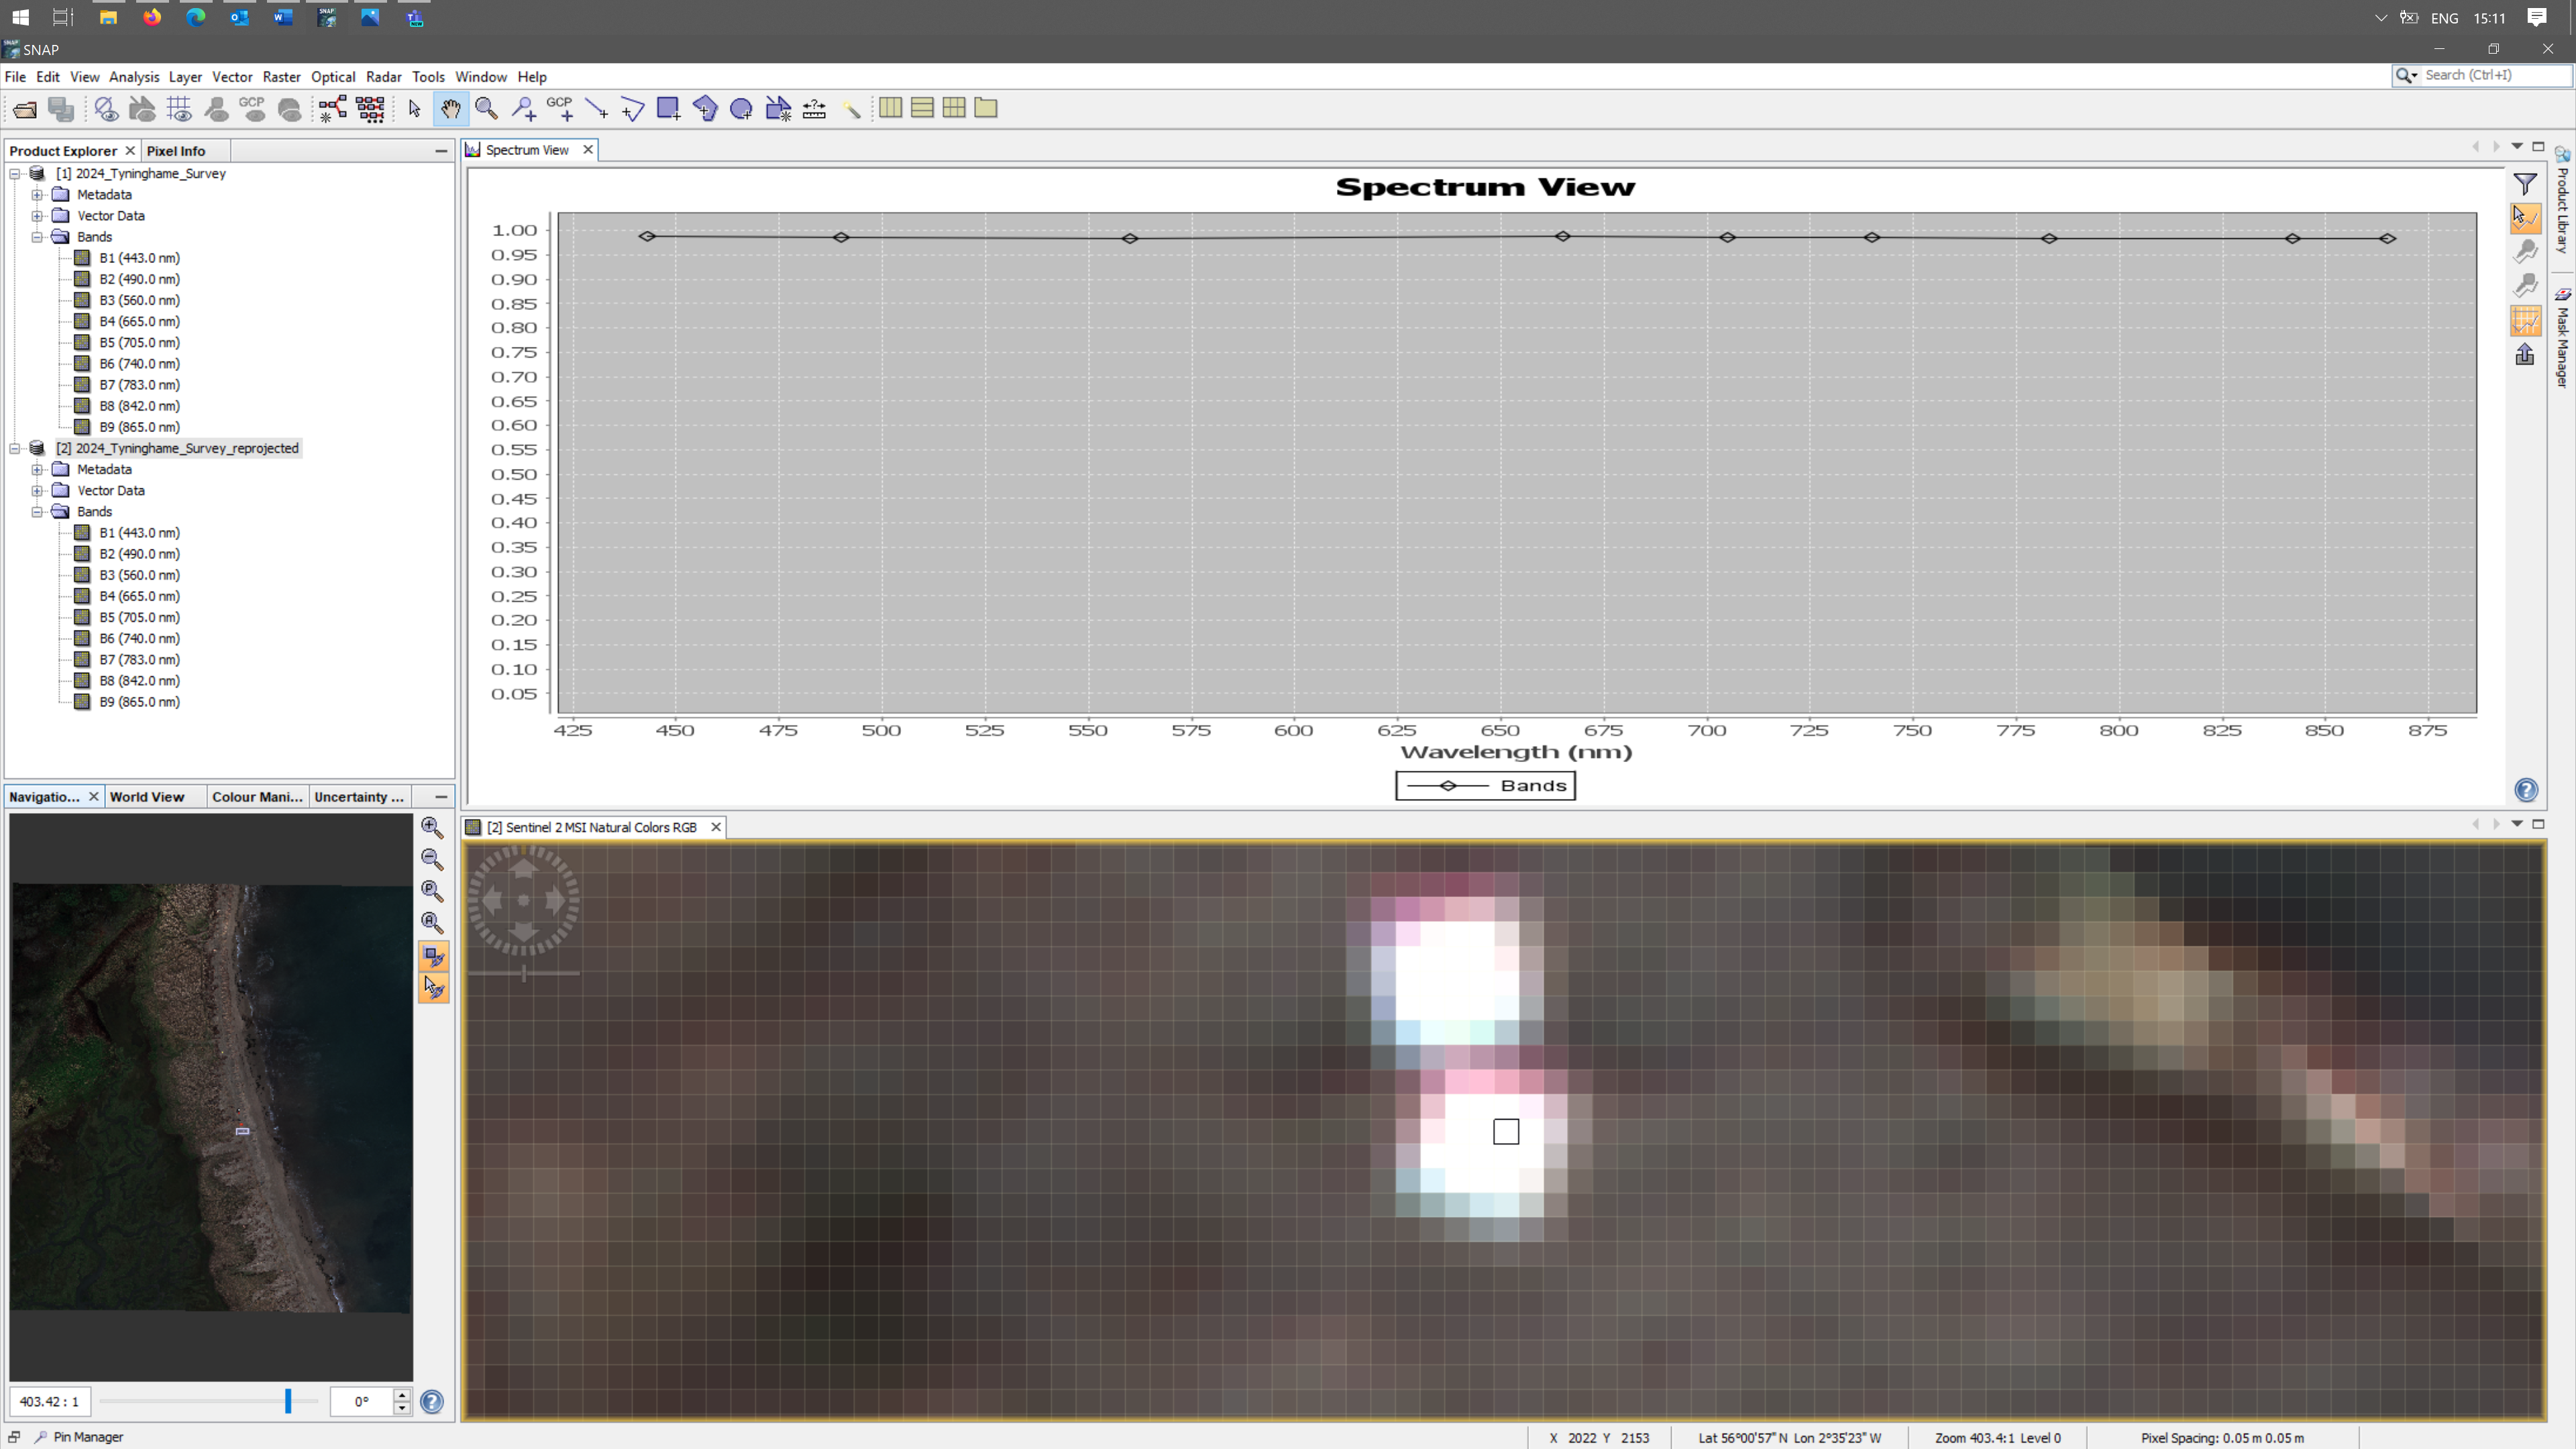 ENG 15:11
SNAP
File Edit View Analysis Layer Vector Raster Optical Radar Tools Window Help
Search (Ctrl+I)
GCP GCP
Product Explorer Pixel Info
[1] 2024_Tyninghame_Survey
Metadata
Vector Data
Bands
B1 (443.0 nm)
B2 (490.0 nm)
B3 (560.0 nm)
B4 (665.0 nm)
B5 (705.0 nm)
B6 (740.0 nm)
B7 (783.0 nm)
B8 (842.0 nm)
B9 (865.0 nm)
[2] 2024_Tyninghame_Survey_reprojected
Metadata
Vector Data
Bands
B1 (443.0 nm)
B2 (490.0 nm)
B3 (560.0 nm)
B4 (665.0 nm)
B5 (705.0 nm)
B6 (740.0 nm)
B7 (783.0 nm)
B8 (842.0 nm)
B9 (865.0 nm)
Navigatio... World View Colour Mani... Uncertainty ...
403.42 : 1 0°
Pin Manager
Spectrum View
Spectrum View
1.00
0.95
0.90
0.85
0.80
0.75
0.70
0.65
0.60
0.55
0.50
0.45
0.40
0.35
0.30
0.25
0.20
0.15
0.10
0.05
425 450 475 500 525 550 575 600 625 650 675 700 725 750 775 800 825 850 875
Wavelength (nm)
Bands
Product Library
Mask Manager
[2] Sentinel 2 MSI Natural Colors RGB
X 2022 Y 2153 Lat 56°00'57" N Lon 2°35'23" W Zoom 403.4:1 Level 0 Pixel Spacing: 0.05 m 0.05 m